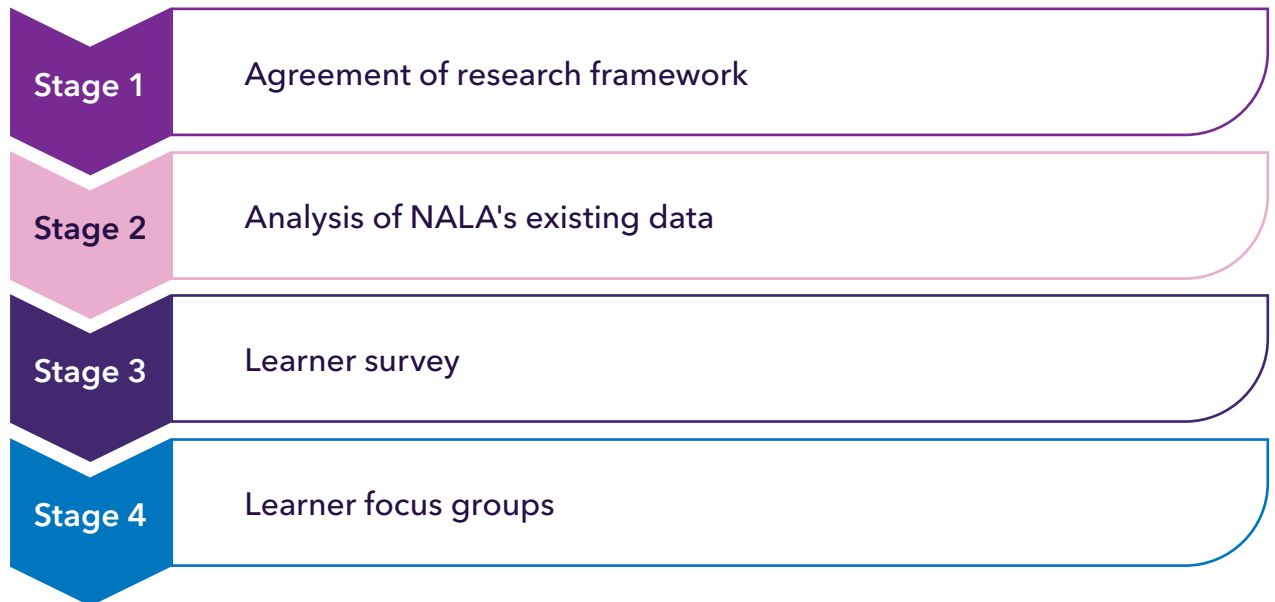 Stage 1
Agreement of research framework
Stage 2
Analysis of NALA's existing data
Stage 3
Learner survey
Stage 4
Learner focus groups